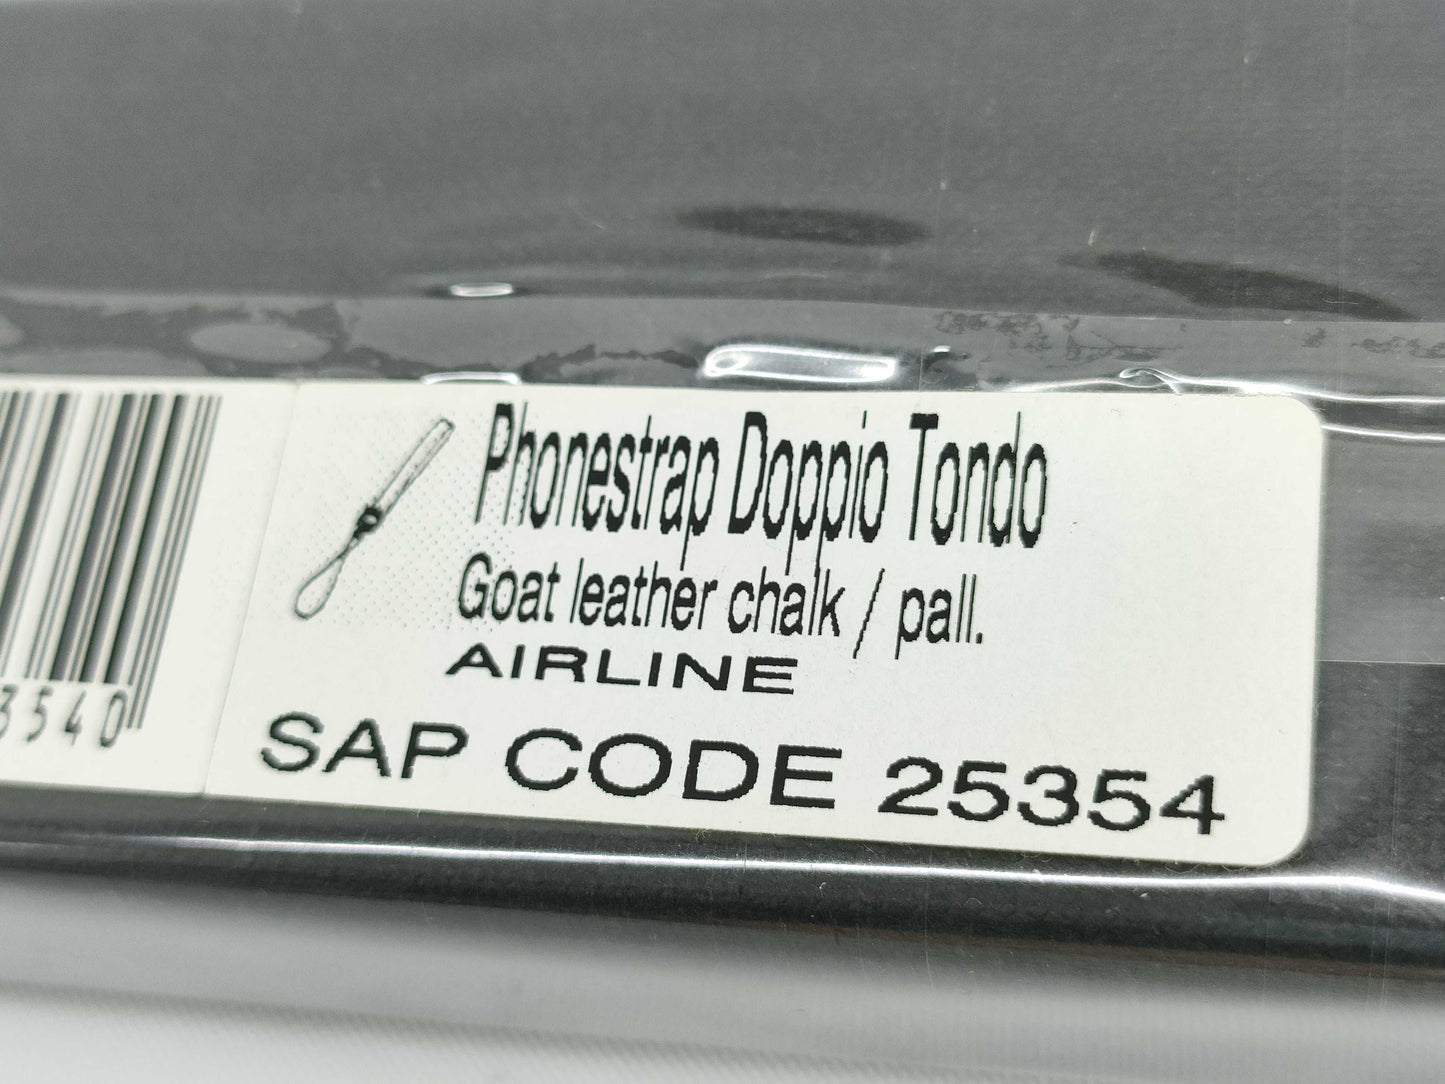 Phonestrap Doppio Tondo
Goat leather chalk / pall.
AIRLINE
SAP CODE 25354
3540